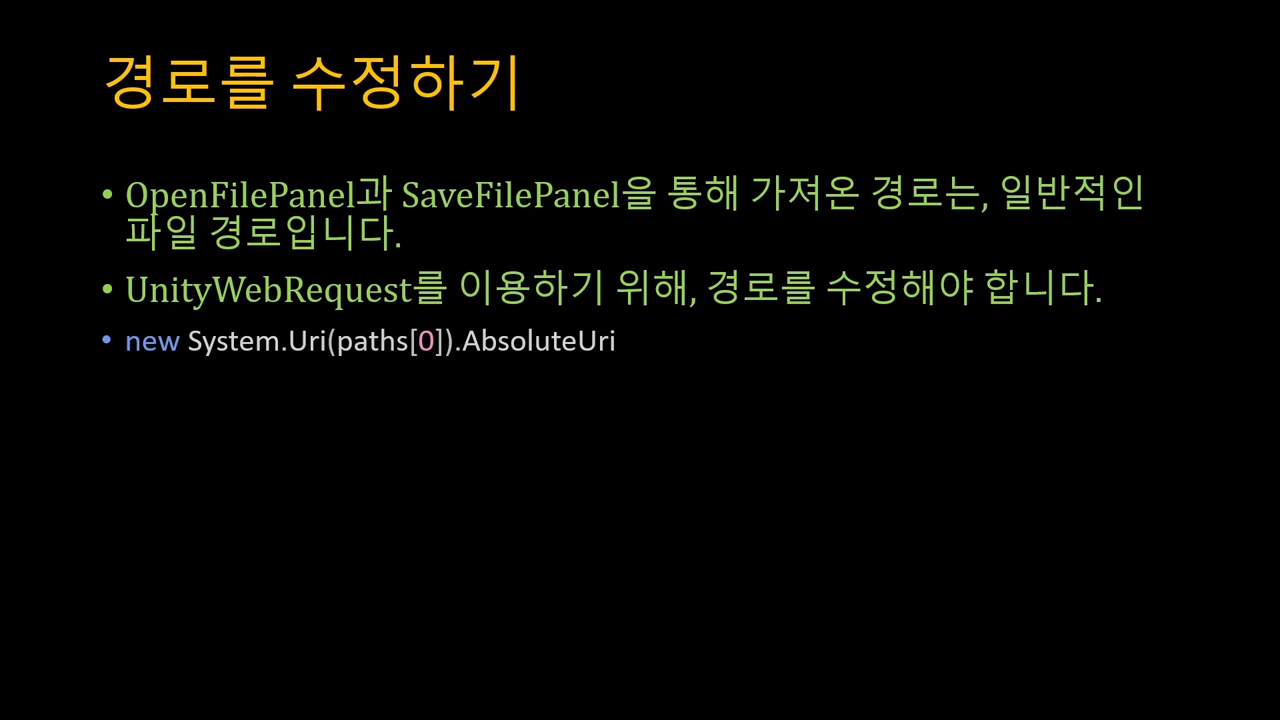 경로를 수정하기
• OpenFilePanel과 SaveFilePanel을 통해 가져온 경로는, 일반적인
파일 경로입니다.
• UnityWebRequest를 이용하기 위해, 경로를 수정해야 합니다.
• new System.Uri(paths[0]).AbsoluteUri